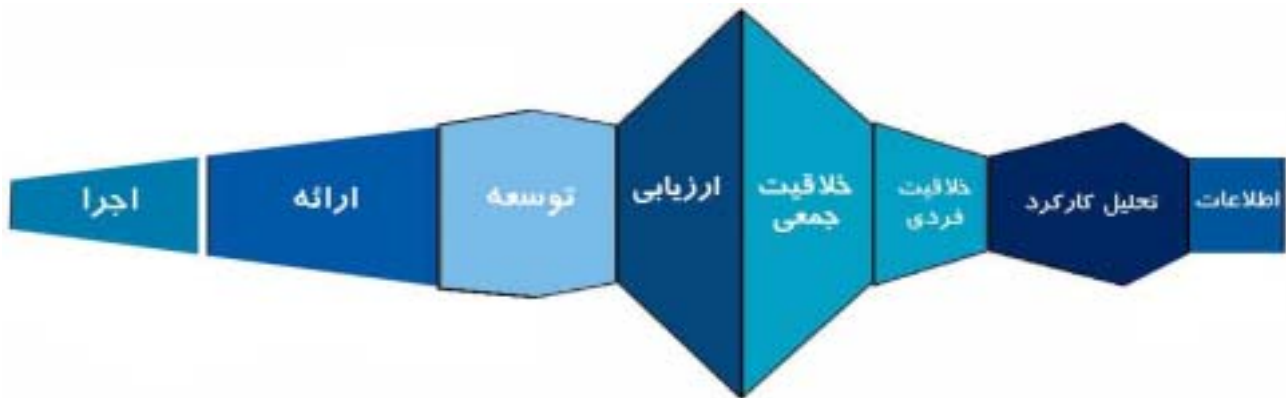 اطلاعات
تحلیل کارکرد
خلاقیت
فردی
خلاقیت
جمعی
ارزیابی
توسعه
ارائه
اجرا